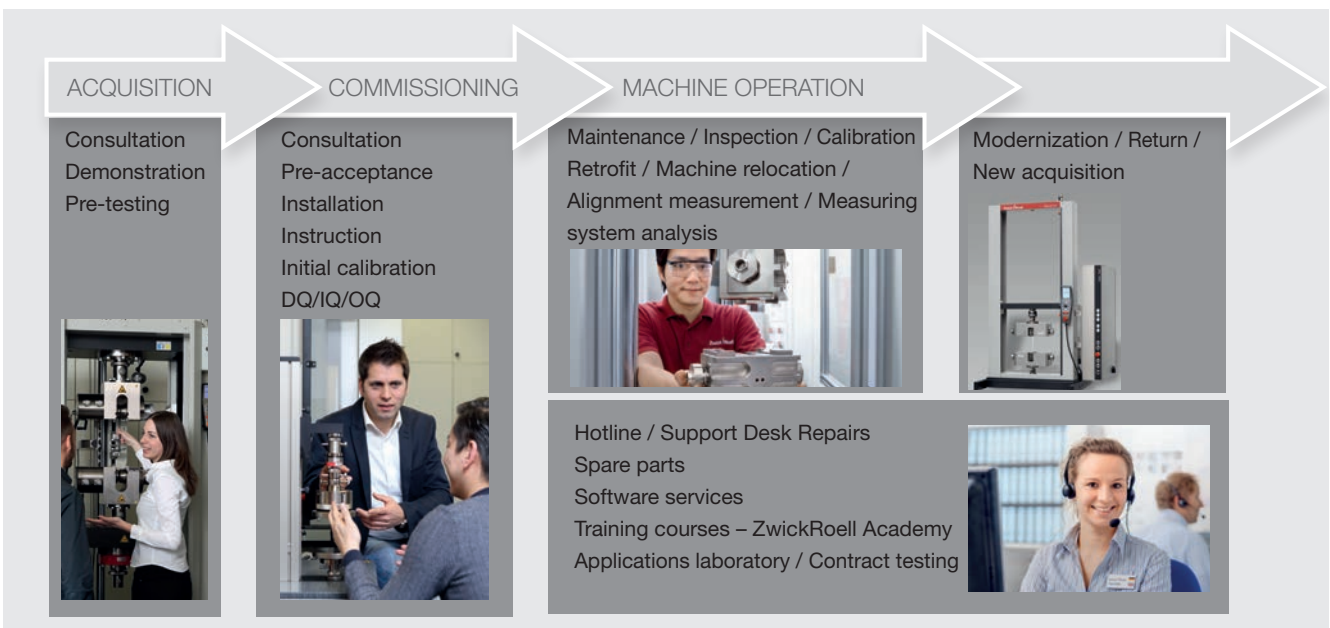 ACQUISITION
COMMISSIONING
MACHINE OPERATION
Consultation
Demonstration
Pre-testing
Consultation
Pre-acceptance
Installation
Instruction
Initial calibration
DQ/IQ/OQ
Maintenance / Inspection / Calibration
Retrofit / Machine relocation /
Alignment measurement / Measuring
system analysis
Modernization / Return /
New acquisition
Hotline / Support Desk Repairs
Spare parts
Software services
Training courses – ZwickRoell Academy
Applications laboratory / Contract testing